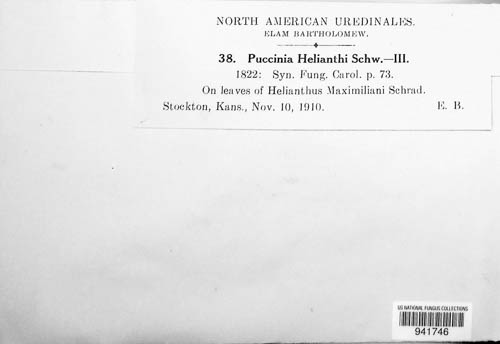 NORTH AMERICAN UREDINALES.
ELAM BARTHOLOMEW.
38. Puccinia Helianthi Schw.—III.
1822: Syn. Fung. Carol. p. 73.
On leaves of Helianthus Maximiliani Schrad.
Stockton, Kans., Nov. 10, 1910. E. B.
US NATIONAL FUNGUS COLLECTIONS
941746